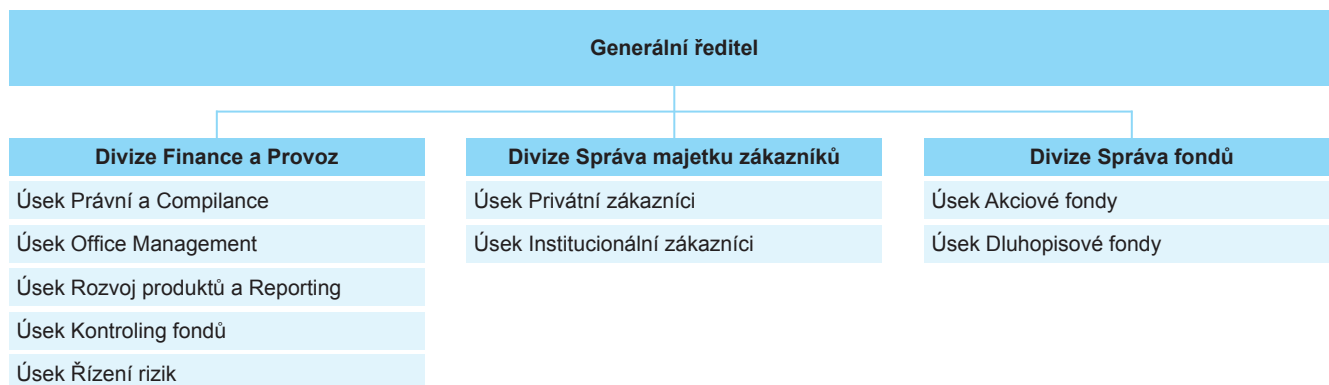 Generální ředitel
Divize Finance a Provoz
Úsek Právní a Compilance
Úsek Office Management
Úsek Rozvoj produktů a Reporting
Úsek Kontroling fondů
Úsek Řízení rizik
Divize Správa majetku zákazníků
Úsek Privátní zákazníci
Úsek Institucionální zákazníci
Divize Správa fondů
Úsek Akciové fondy
Úsek Dluhopisové fondy